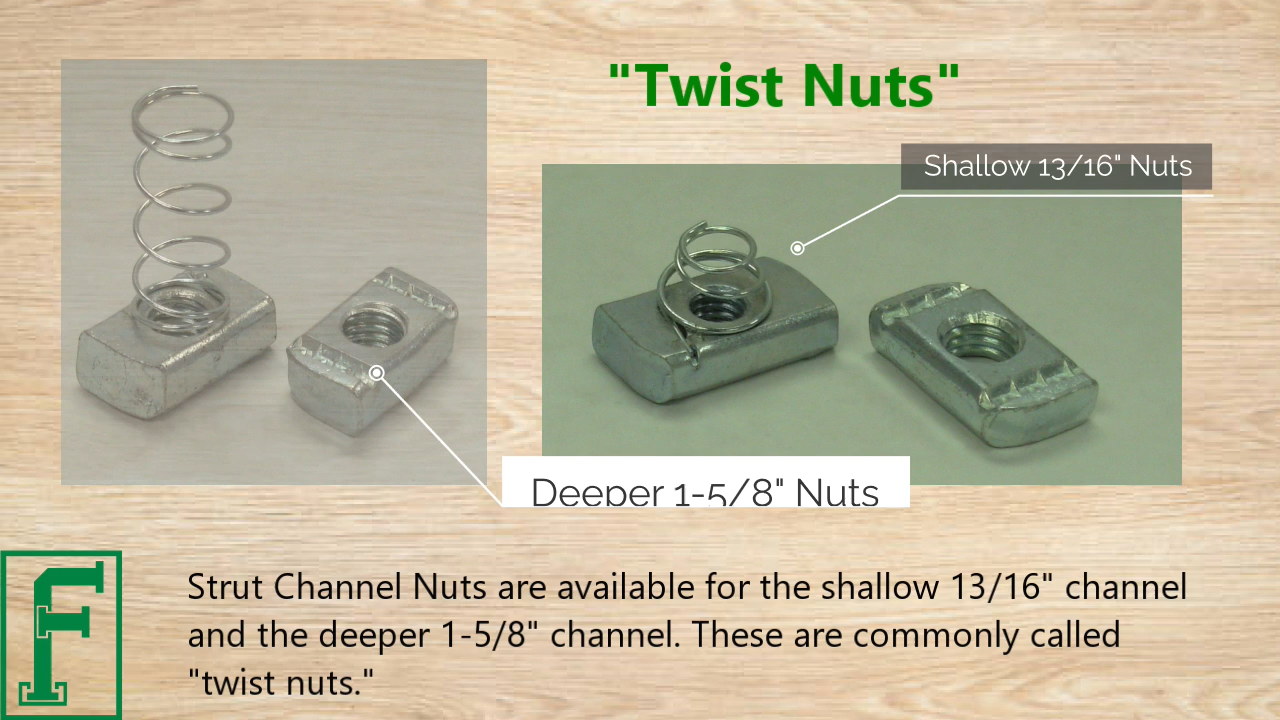 "Twist Nuts"
Shallow 13/16" Nuts
Deeper 1-5/8" Nuts
F
Strut Channel Nuts are available for the shallow 13/16" channel
and the deeper 1-5/8" channel. These are commonly called
"twist nuts."